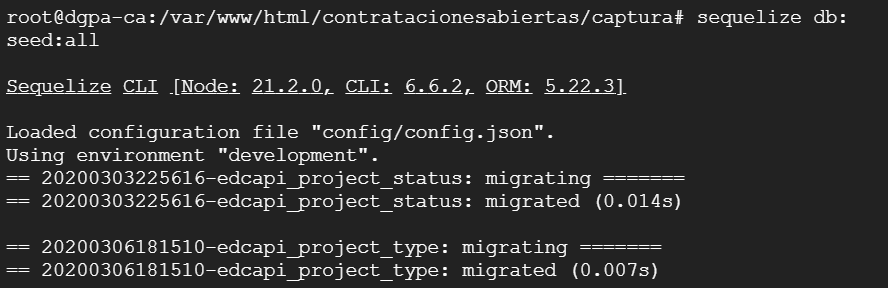 root@dgpa-ca:/var/www/html/contratacionesabiertas/captura# sequelize db:
seed:all
Sequelize CLI [Node: 21.2.0, CLI: 6.6.2, ORM: 5.22.3]
Loaded configuration file "config/config.json".
Using environment "development".
== 20200303225616-edcapi_project_status: migrating =======
== 20200303225616-edcapi_project_status: migrated (0.014s)
== 20200306181510-edcapi_project_type: migrating =======
== 20200306181510-edcapi_project_type: migrated (0.007s)